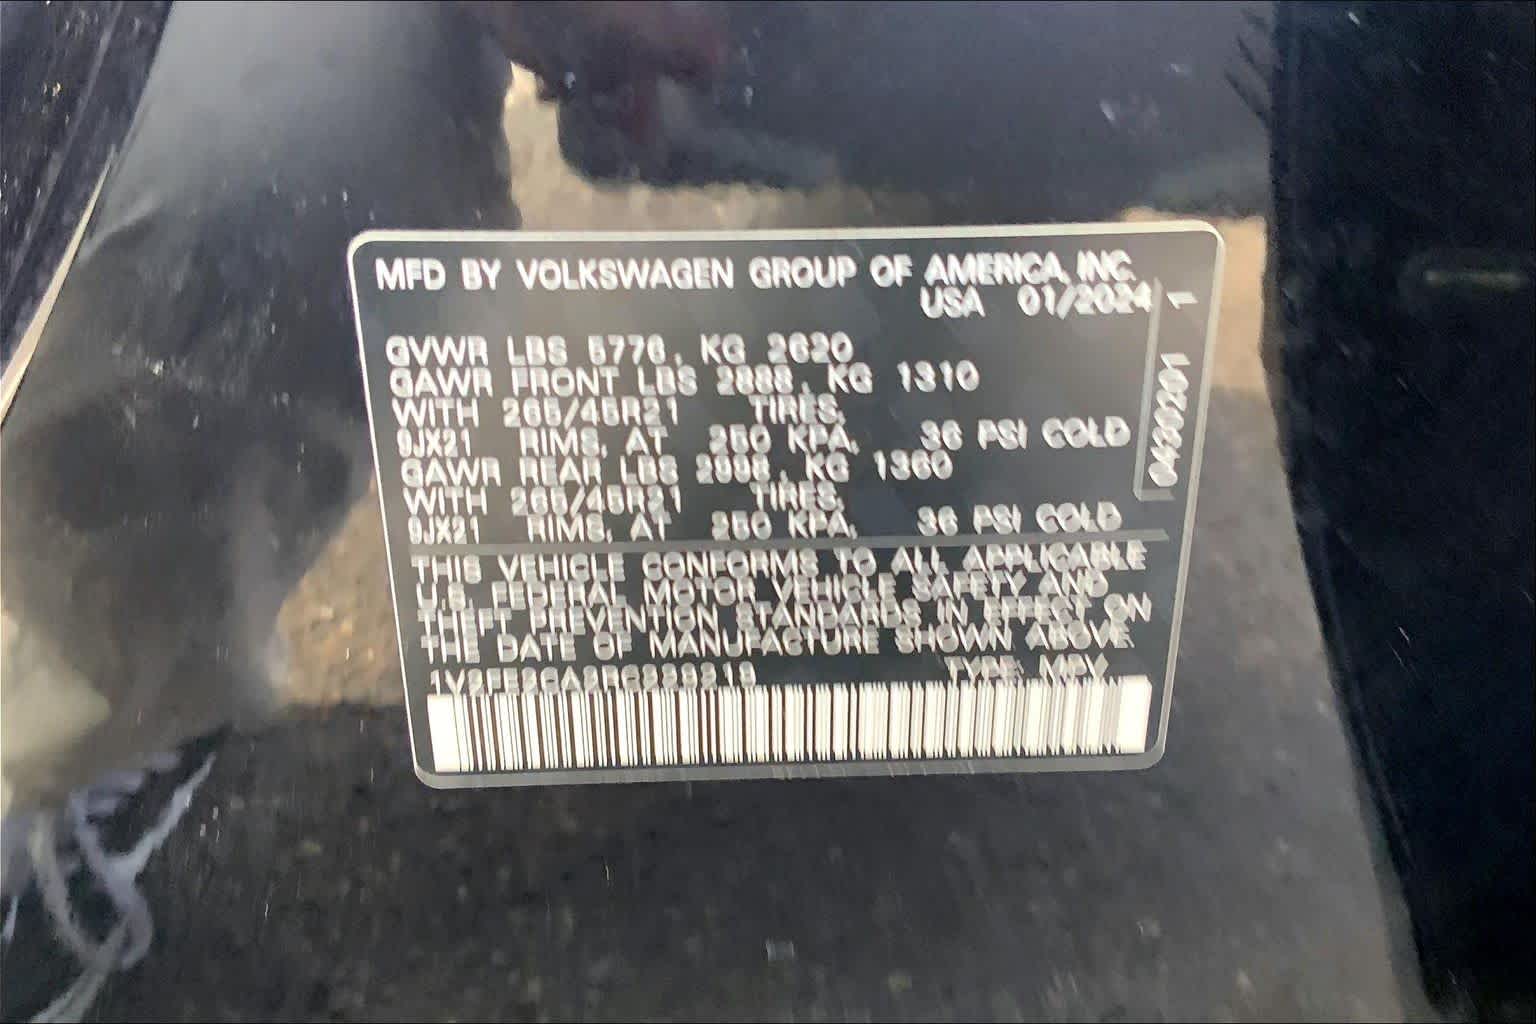 MFD BY VOLKSWAGEN GROUP OF AMERICA, INC.
USA 01/2024
1
GVWR LBS 5776, KG 2620
GAWR FRONT LBS 2888, KG 1310
WITH 265/45R21 TIRES,
9JX21 RIMS, AT 250 KPA, 36 PSI COLD
GAWR REAR LBS 2998, KG 1360
WITH 265/45R21 TIRES,
9JX21 RIMS, AT 250 KPA, 36 PSI COLD
THIS VEHICLE CONFORMS TO ALL APPLICABLE
U.S. FEDERAL MOTOR VEHICLE SAFETY AND
THEFT PREVENTION STANDARDS IN EFFECT ON
THE DATE OF MANUFACTURE SHOWN ABOVE.
TYPE: MPV